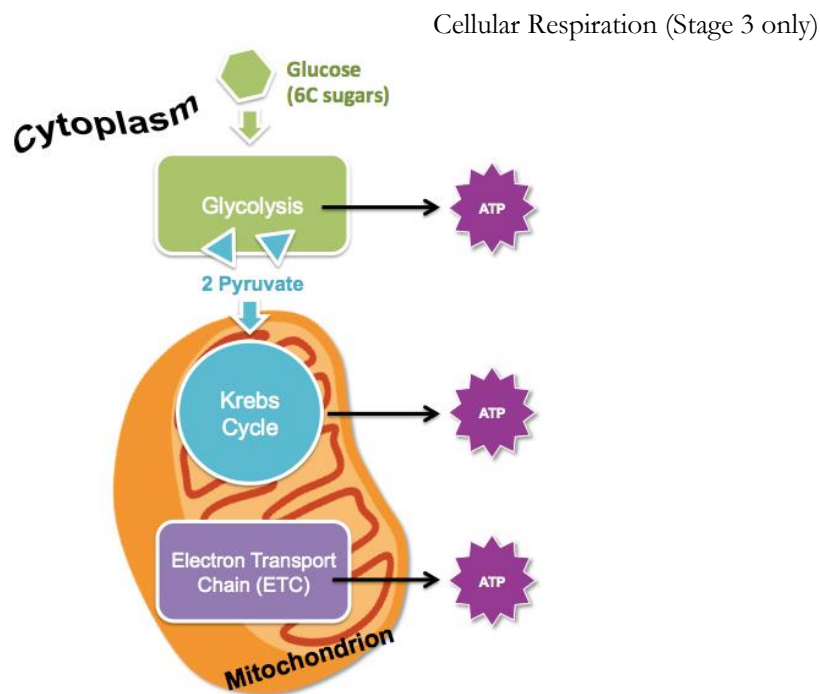 Cellular Respiration (Stage 3 only)
Glucose
(6C sugars)
Cytoplasm
Glycolysis
ATP
2 Pyruvate
Krebs
Cycle
ATP
Electron Transport
Chain (ETC)
ATP
Mitochondrion